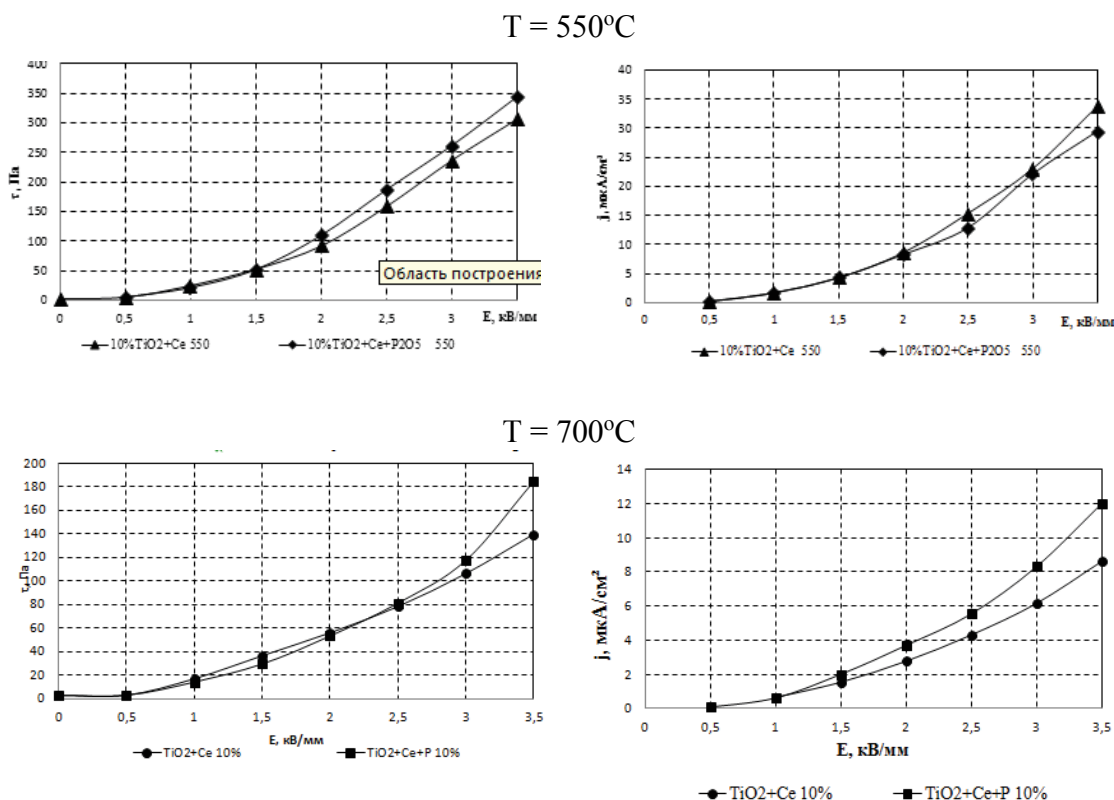 T = 550ºC
400
350
300
250
200
150
100
50
0
τ, Па
0 0,5 1 1,5 2 2,5 3
E, кВ/мм
Область построения
10%TiO2+Ce 550 10%TiO2+Ce+P2O5 550
40
35
30
25
20
15
10
5
0
j, мкА/см²
0 0,5 1 1,5 2 2,5 3
E, кВ/мм
10%TiO2+Ce 550 10%TiO2+Ce+P2O5 550
T = 700ºC
200
180
160
140
120
100
80
60
40
20
0
τ, Па
0 0,5 1 1,5 2 2,5 3 3,5
E, кВ/мм
TiO2+Ce 10% TiO2+Ce+P 10%
14
12
10
8
6
4
2
0
j, мкА/см²
0 0,5 1 1,5 2 2,5 3 3,5
E, кВ/мм
TiO2+Ce 10% TiO2+Ce+P 10%